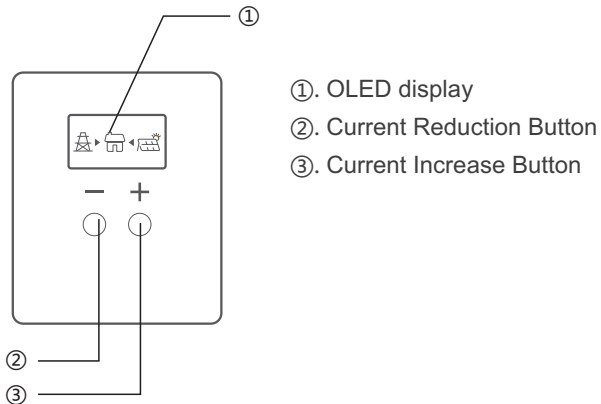 ①
①. OLED display
②. Current Reduction Button
③. Current Increase Button
− +
②
③